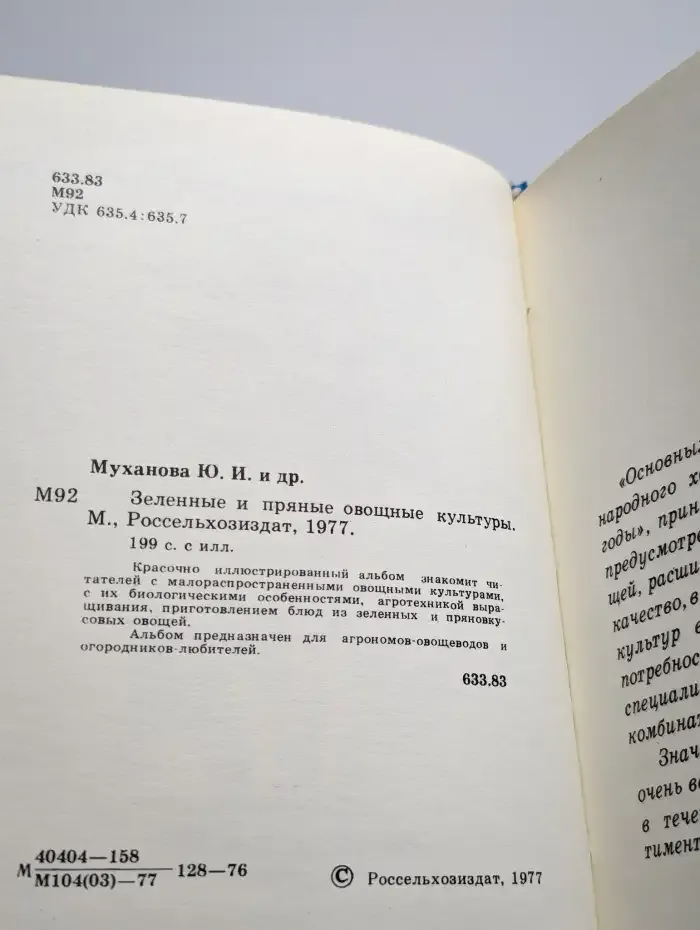 633.83
М92
УДК 635.4:635.7
Муханова Ю. И. и др.
М92 Зеленные и пряные овощные культуры.
М., Россельхозиздат, 1977.
199 с. с илл.
Красочно иллюстрированный альбом знакомит чи-
тателей с малораспространенными овощными культурами,
с их биологическими особенностями, агротехникой выра-
щивания, приготовлением блюд из зеленных и пряновку-
совых овощей.
Альбом предназначен для агрономов-овощеводов и
огородников-любителей.
633.83
40404—158
М 128—76
М104(03)—77
© Россельхозиздат, 1977
«Основны
народного х
годы», прин
предусмотре
щей, расши
качество, в
культур в
потребнос
специали
комбинат
Знач
очень в
в тече
тимент